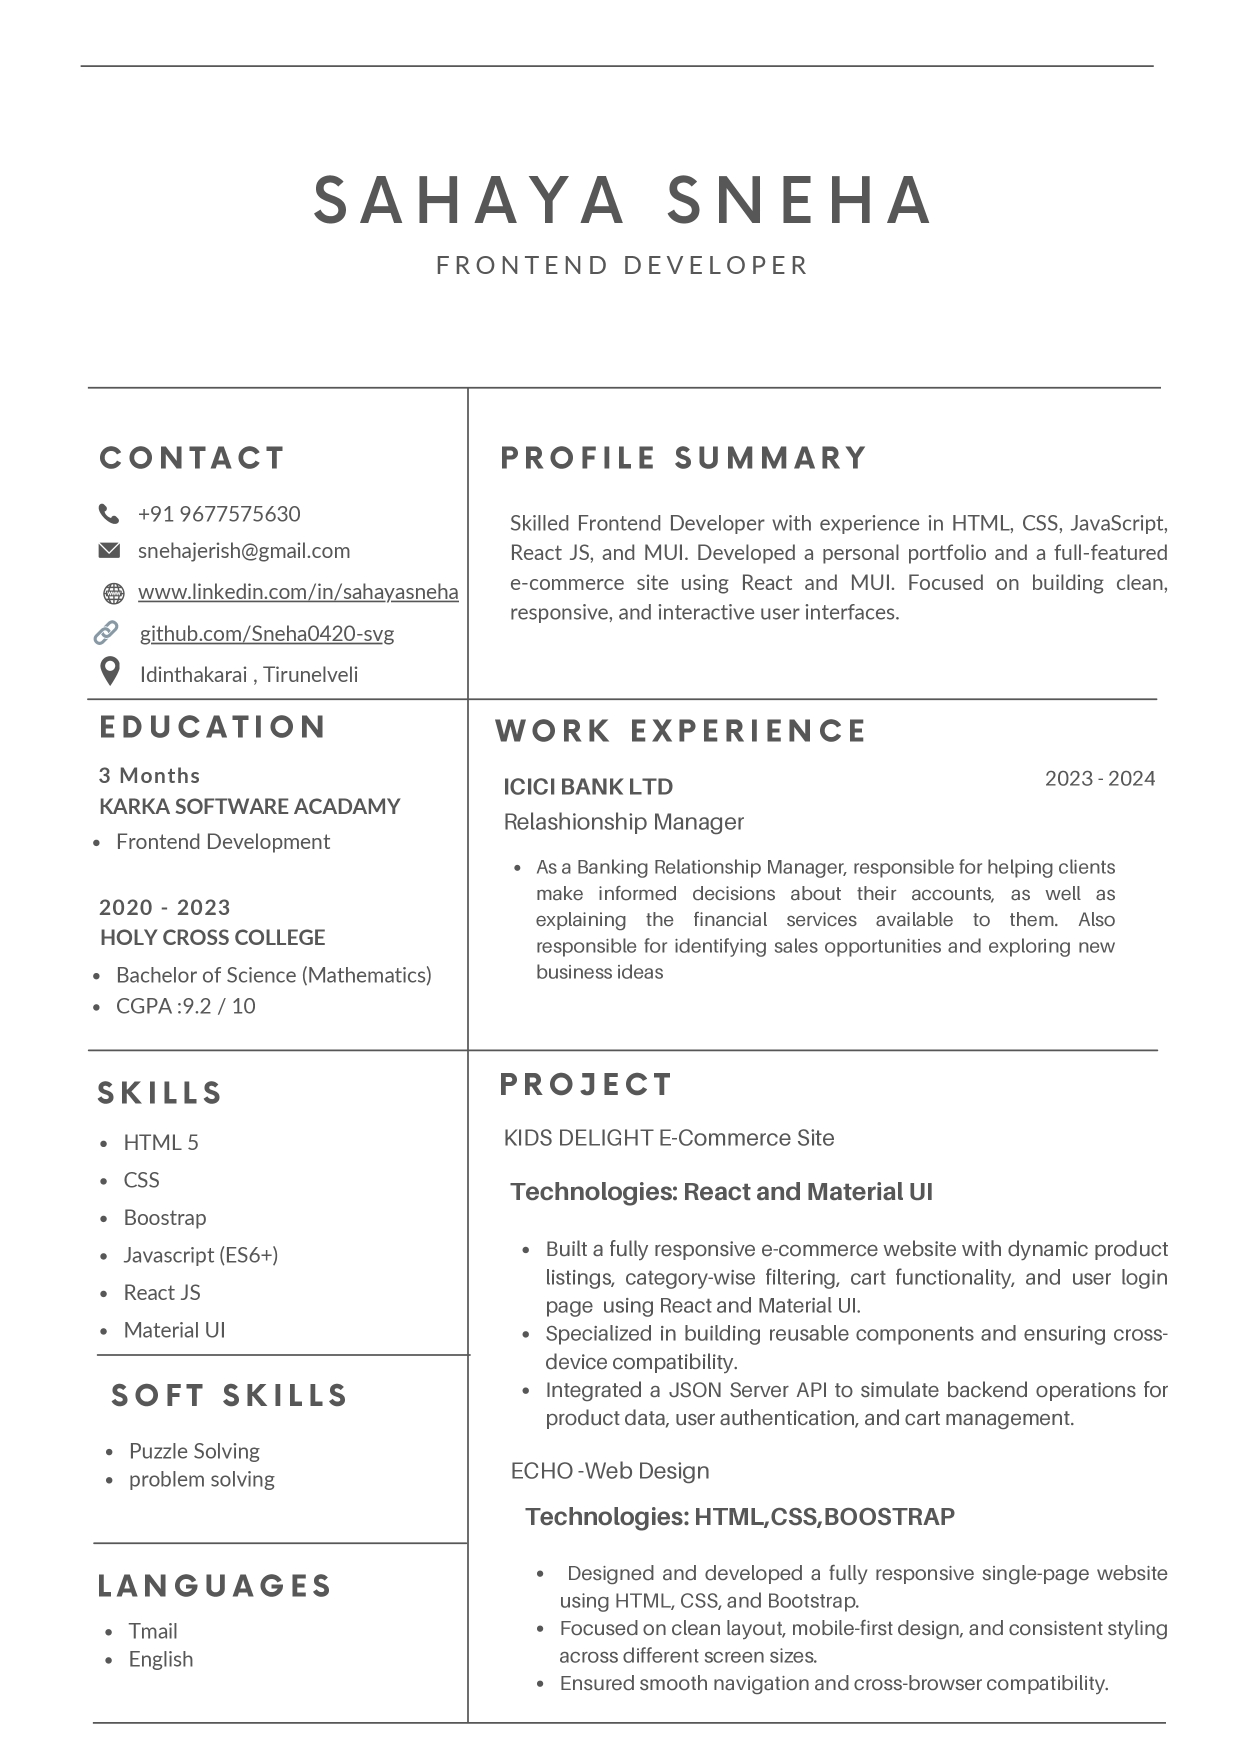 SAHAYA SNEHA
FRONTEND DEVELOPER
CONTACT
+91 9677575630
snehajerish@gmail.com
www.linkedin.com/in/sahayasneha
github.com/Sneha0420-svg
Idinthakarai , Tirunelveli
EDUCATION
3 Months
KARKA SOFTWARE ACADAMY
• Frontend Development
2020 - 2023
HOLY CROSS COLLEGE
• Bachelor of Science (Mathematics)
• CGPA :9.2 / 10
SKILLS
• HTML 5
• CSS
• Boostrap
• Javascript (ES6+)
• React JS
• Material UI
SOFT SKILLS
• Puzzle Solving
• problem solving
LANGUAGES
• Tmail
• English
PROFILE SUMMARY
Skilled Frontend Developer with experience in HTML, CSS, JavaScript,
React JS, and MUI. Developed a personal portfolio and a full-featured
e-commerce site using React and MUI. Focused on building clean,
responsive, and interactive user interfaces.
WORK EXPERIENCE
ICICI BANK LTD
2023 - 2024
Relashionship Manager
• As a Banking Relationship Manager, responsible for helping clients
make informed decisions about their accounts, as well as
explaining the financial services available to them. Also
responsible for identifying sales opportunities and exploring new
business ideas
PROJECT
KIDS DELIGHT E-Commerce Site
Technologies: React and Material UI
• Built a fully responsive e-commerce website with dynamic product
listings, category-wise filtering, cart functionality, and user login
page using React and Material UI.
• Specialized in building reusable components and ensuring cross-
device compatibility.
• Integrated a JSON Server API to simulate backend operations for
product data, user authentication, and cart management.
ECHO -Web Design
Technologies: HTML,CSS,BOOSTRAP
• Designed and developed a fully responsive single-page website
using HTML, CSS, and Bootstrap.
• Focused on clean layout, mobile-first design, and consistent styling
across different screen sizes.
• Ensured smooth navigation and cross-browser compatibility.